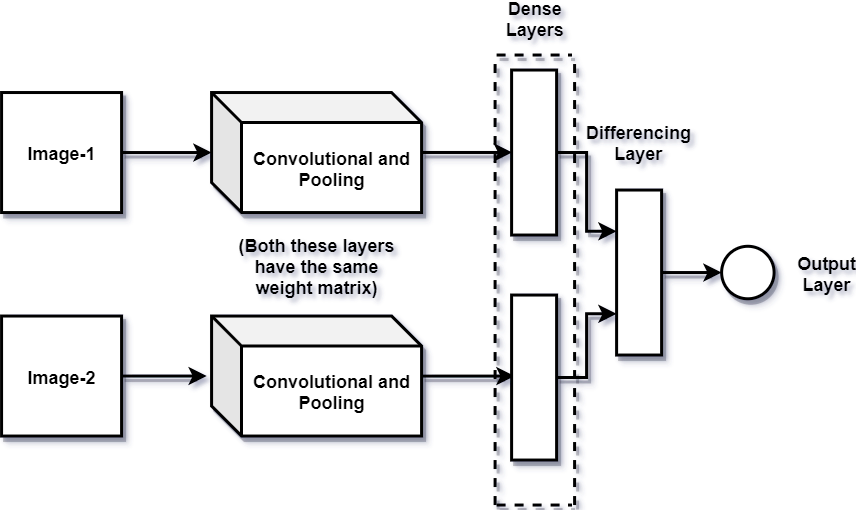 Dense
Layers
Differencing
Layer
Image-1
Convolutional and
Pooling
(Both these layers
have the same
weight matrix)
Output
Layer
Image-2
Convolutional and
Pooling